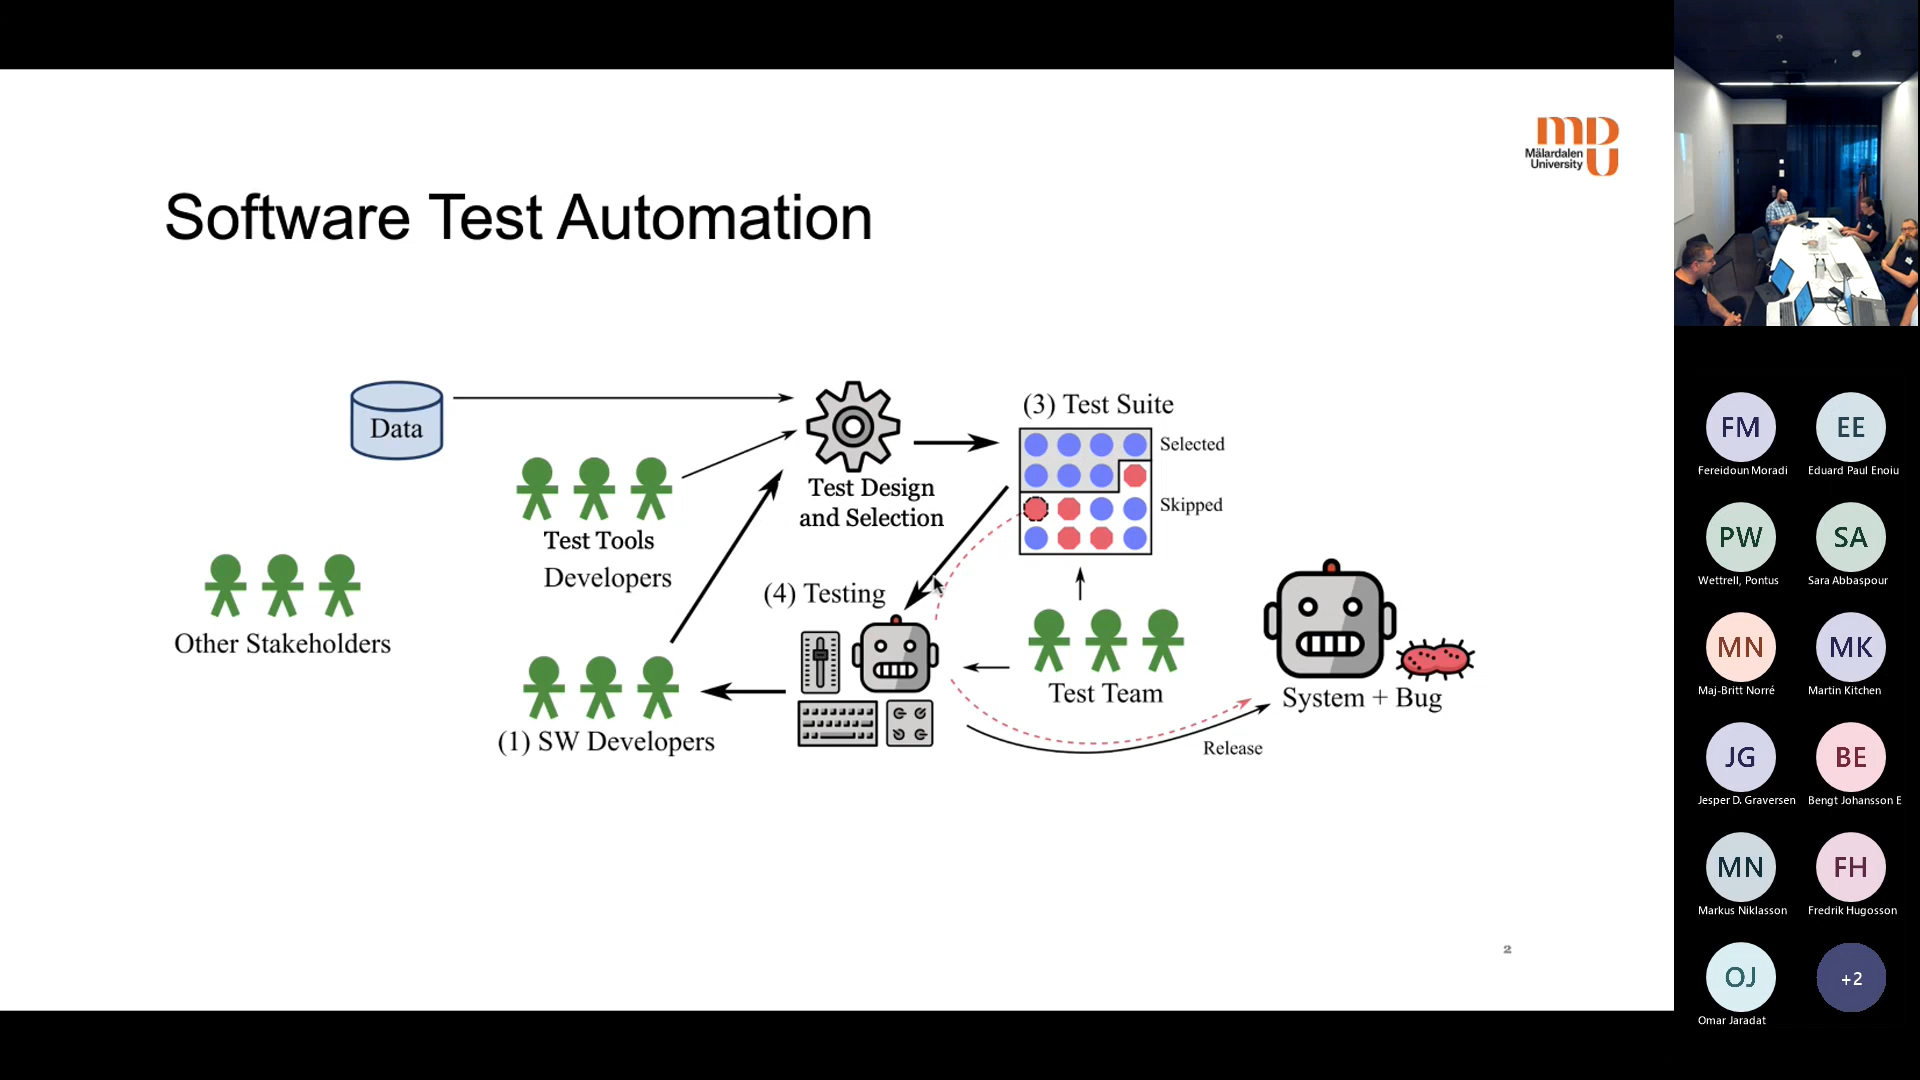 Mälardalen
University
MDU
Software Test Automation
Data
Test Tools
Developers
Other Stakeholders
(1) SW Developers
Test Design
and Selection
(3) Test Suite
Selected
Skipped
(4) Testing
Test Team
System + Bug
Release
2
FM
Fereidoun Moradi
EE
Eduard Paul Enoiu
PW
Wettrell, Pontus
SA
Sara Abbaspour
MN
Maj-Britt Norré
MK
Martin Kitchen
JG
Jesper D. Graversen
BE
Bengt Johansson E
MN
Markus Niklasson
FH
Fredrik Hugosson
OJ
Omar Jaradat
+2